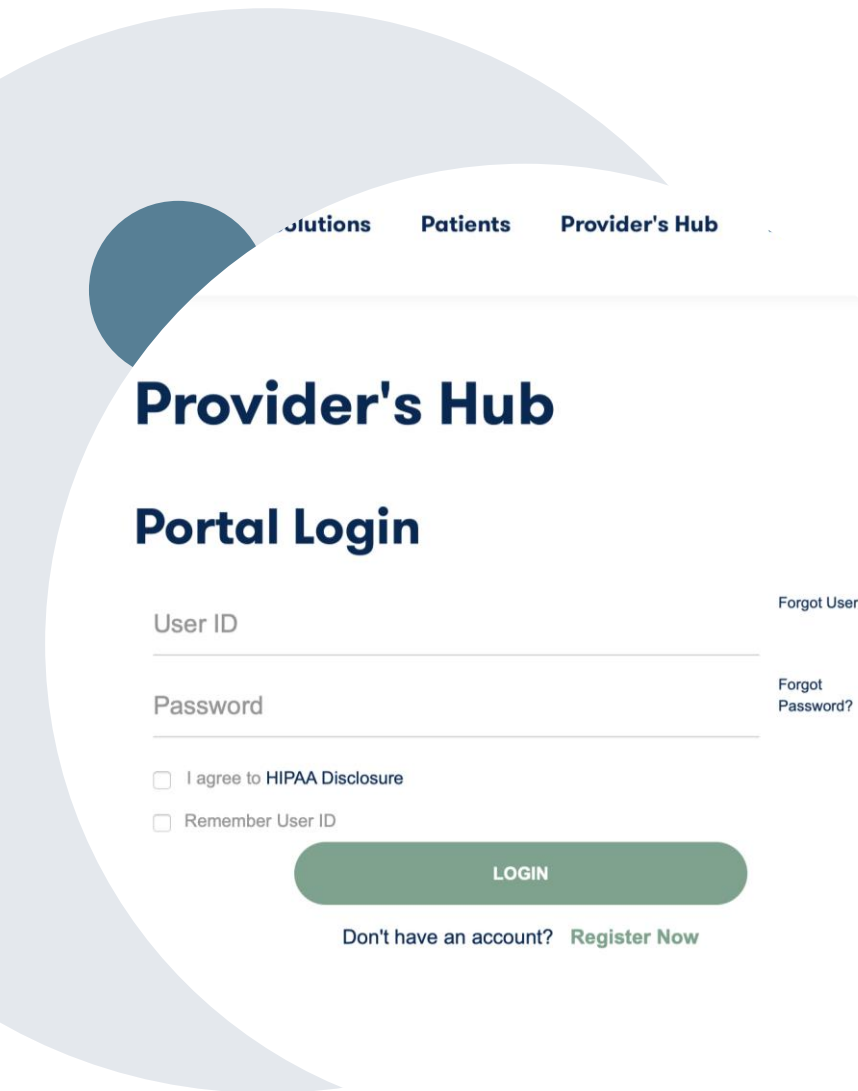 Patients Provider's Hub
Provider's Hub
Portal Login
User ID
Forgot User
Password
Forgot
Password?
I agree to HIPAA Disclosure
Remember User ID
LOGIN
Don't have an account? Register Now